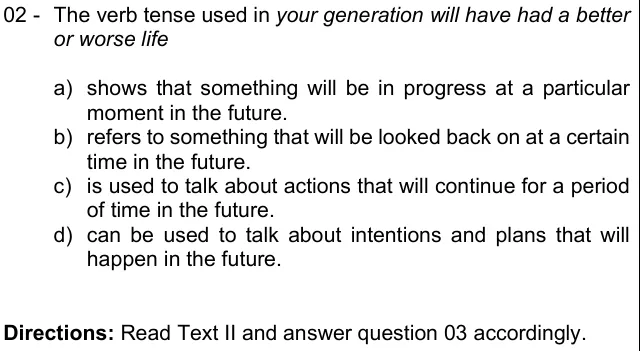 02 - The verb tense used in your generation will have had a better
or worse life
a) shows that something will be in progress at a particular
moment in the future.
b) refers to something that will be looked back on at a certain
time in the future.
c) is used to talk about actions that will continue for a period
of time in the future.
d) can be used to talk about intentions and plans that will
happen in the future.
Directions: Read Text II and answer question 03 accordingly.